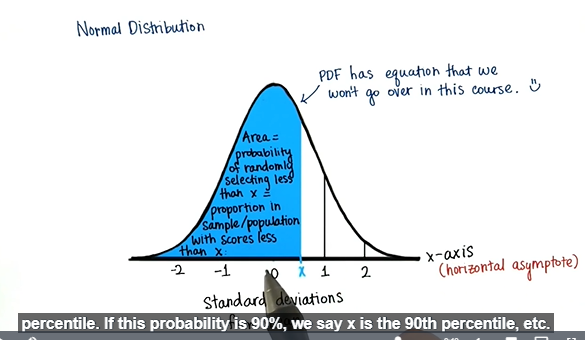 Normal Distribution
PDF has equation that we
won't go over in this course. ☺
Area =
probability
of randomly
selecting less
than x =
proportion in
sample/population
with scores less
than x.
x-axis
(horizontal asymptote)
-2 -1 0 x 1 2
Standard deviations
percentile. If this probability is 90%, we say x is the 90th percentile, etc.